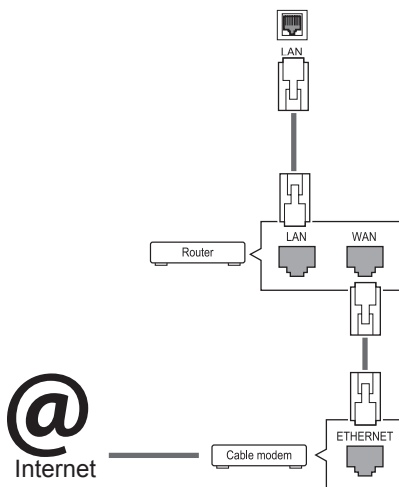 LAN
LAN WAN
Router
ETHERNET
@
Internet
Cable modem